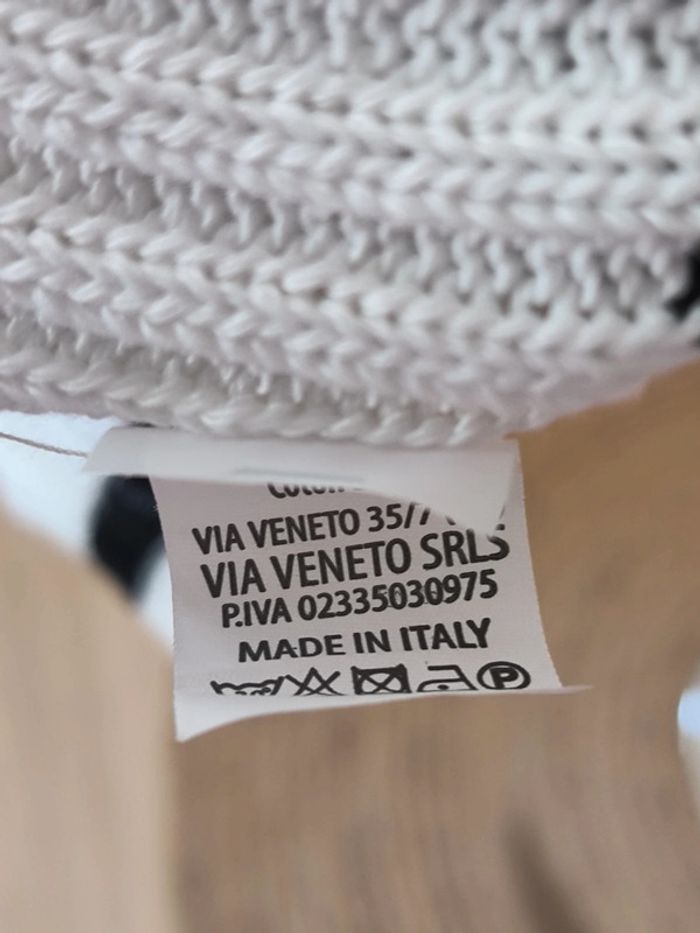 VIA VENETO 35/7
VIA VENETO SRLS
P.IVA 02335030975
MADE IN ITALY
P